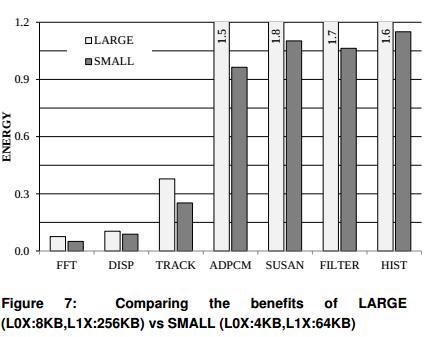 1.2
0.9
0.6
0.3
0.0
ENERGY
LARGE
SMALL
1.5
1.8
1.7
1.6
FFT DISP TRACK ADPCM SUSAN FILTER HIST
Figure 7: Comparing the benefits of LARGE
(L0X:8KB,L1X:256KB) vs SMALL (L0X:4KB,L1X:64KB)